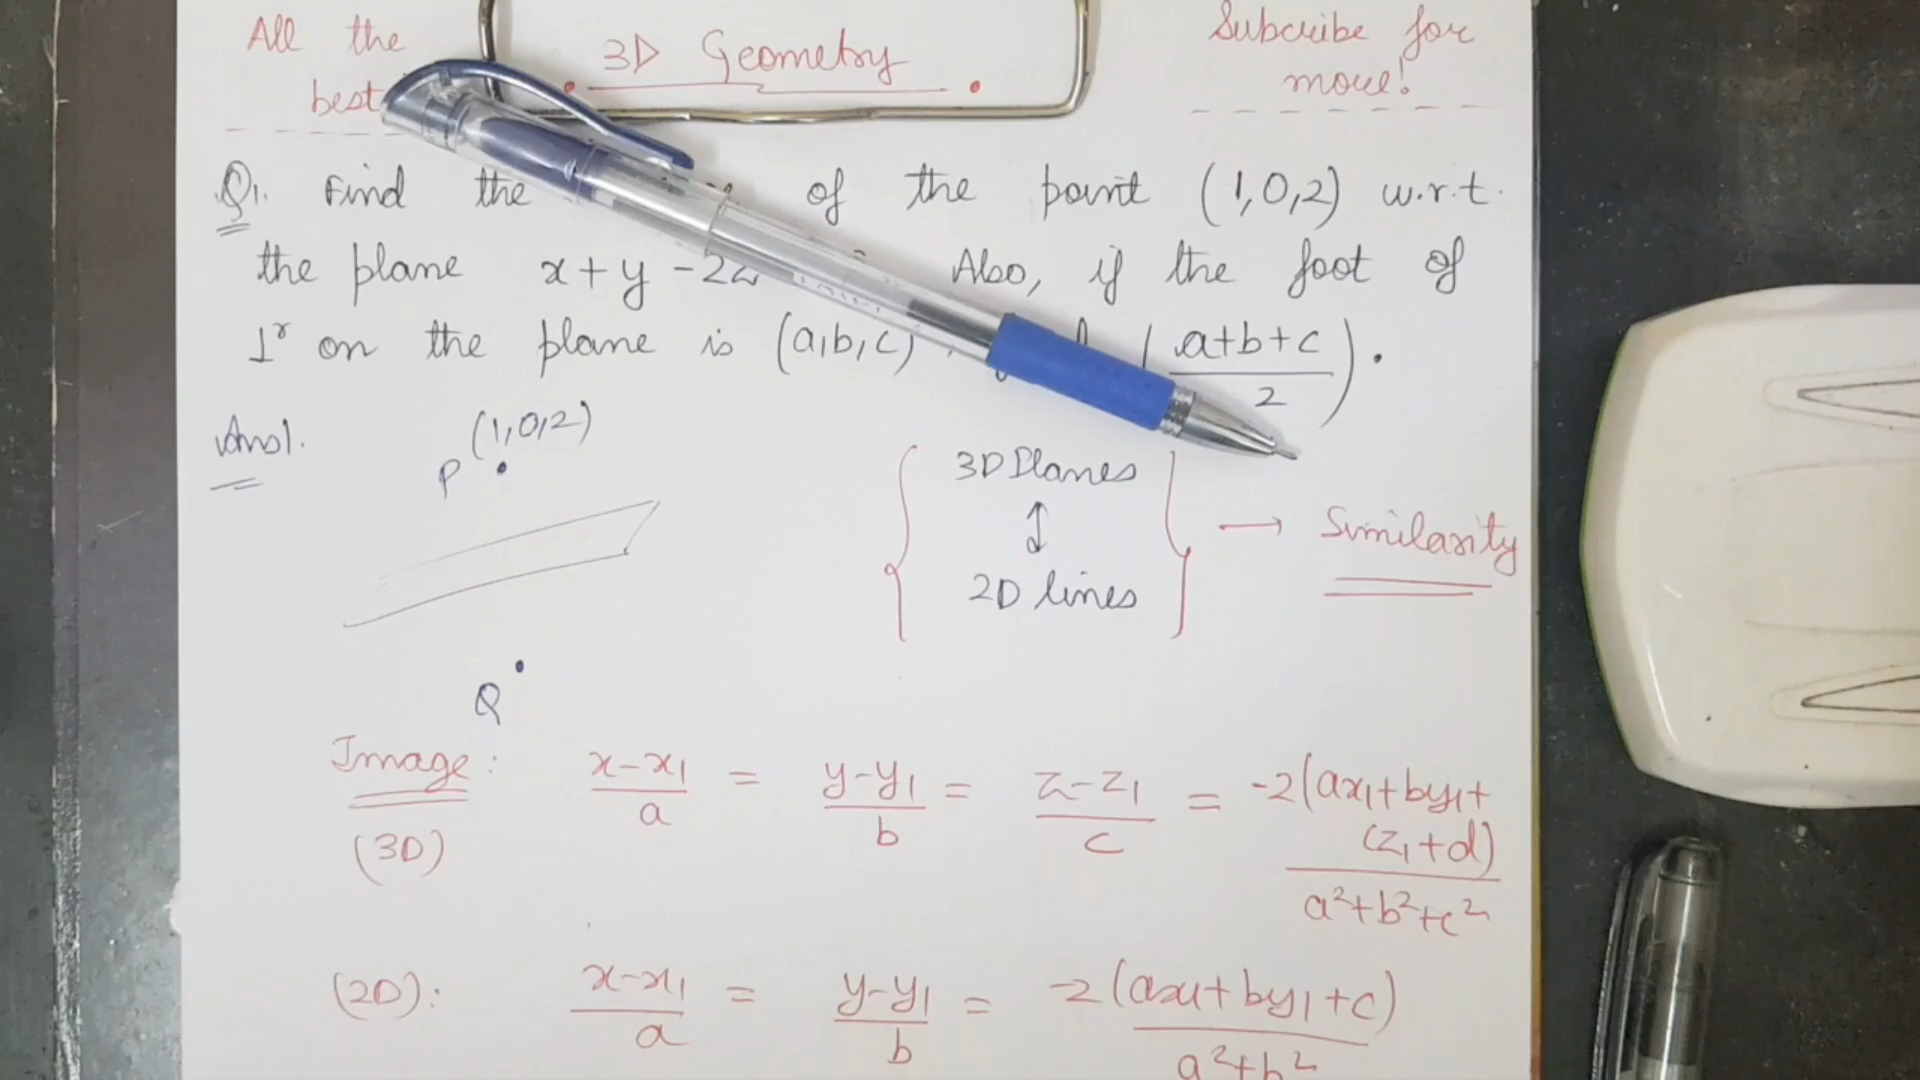 All the
best
3D Geometry
Subscribe for
more!
Q1. Find the of the point (1,0,2) w.r.t.
the plane x+y-2z Also, if the foot of
⊥r on the plane is (a,b,c) (a+b+c/2).
Ans1.
P (1,0,2)
3D Planes
↕
2D lines
→ Similarity
Q
Image: x-x1/a = y-y1/b = z-z1/c = -2(ax1+by1+
(3D) cz1+d)/a²+b²+c²
(2D): x-x1/a = y-y1/b = -2(ax1+by1+c)/a²+b²